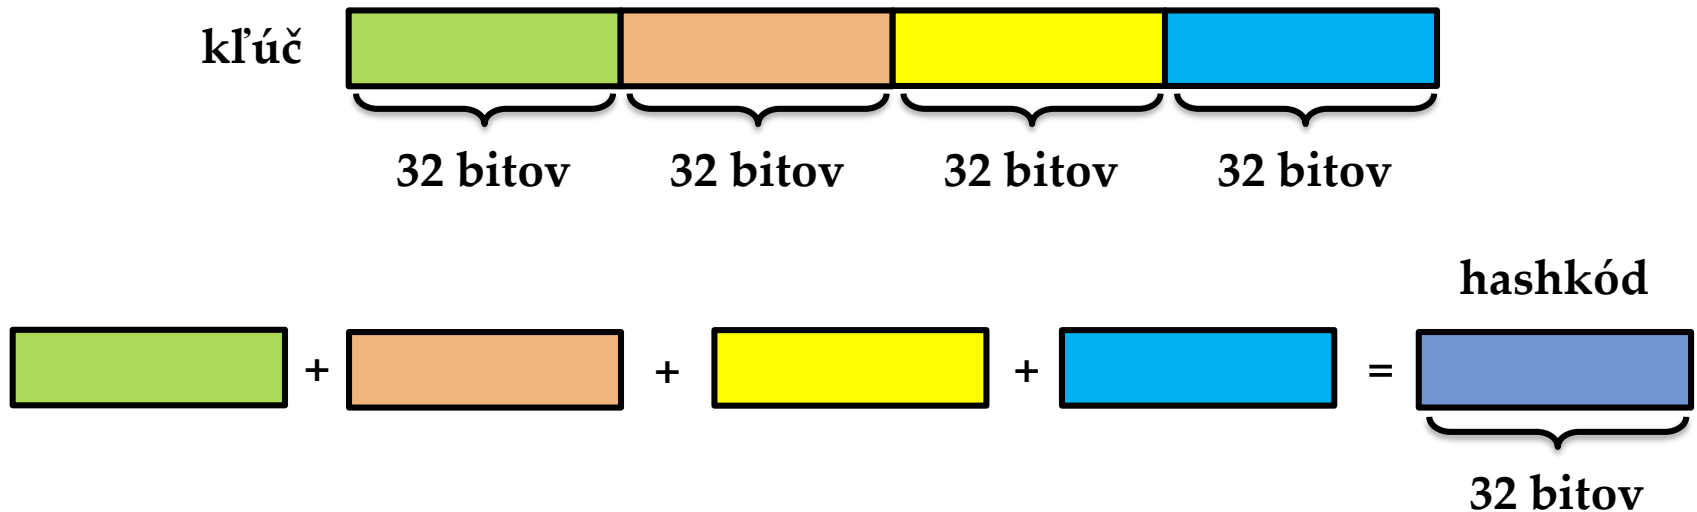 kľúč
32 bitov 32 bitov 32 bitov 32 bitov
hashkód
+ + + =
32 bitov